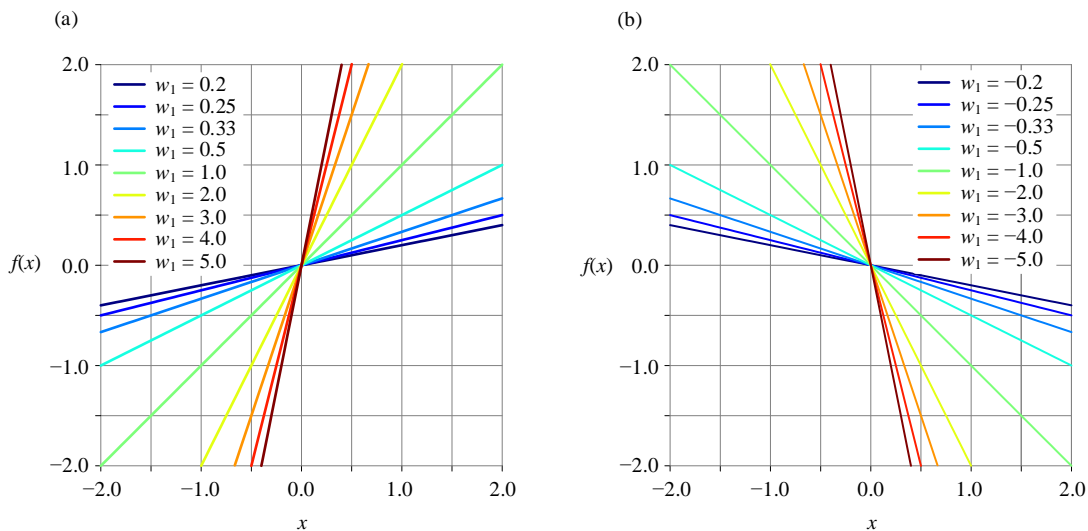 (a)
2.0
w₁ = 0.2
w₁ = 0.25
w₁ = 0.33
w₁ = 0.5
1.0
w₁ = 1.0
w₁ = 2.0
w₁ = 3.0
w₁ = 4.0
w₁ = 5.0
f(x)
0.0
−1.0
−2.0
−2.0 −1.0 0.0 1.0 2.0
x
(b)
2.0
w₁ = −0.2
w₁ = −0.25
w₁ = −0.33
w₁ = −0.5
1.0
w₁ = −1.0
w₁ = −2.0
w₁ = −3.0
w₁ = −4.0
w₁ = −5.0
f(x)
0.0
−1.0
−2.0
−2.0 −1.0 0.0 1.0 2.0
x